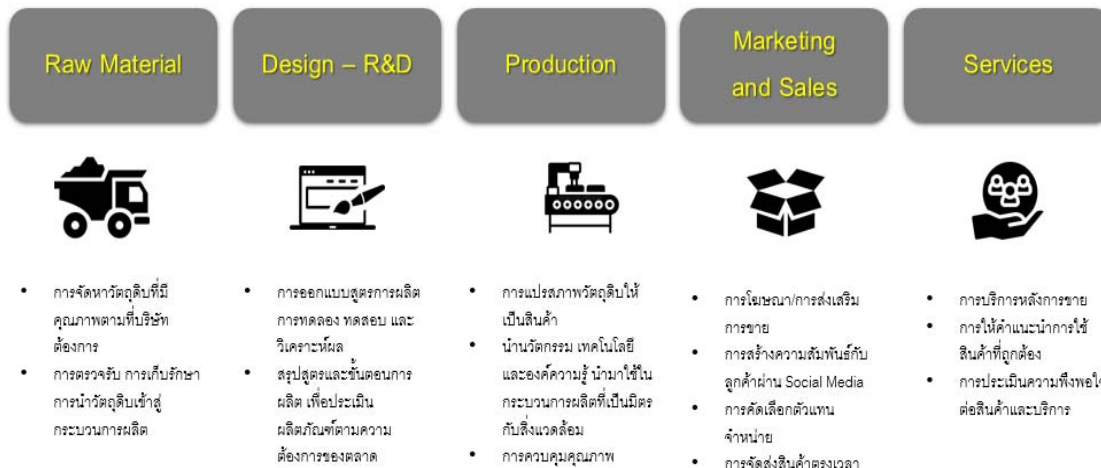 Raw Material
Design – R&D
Production
Marketing
and Sales
Services
• การจัดหาวัตถุดิบที่มี
คุณภาพตามที่บริษัท
ต้องการ
• การตรวจรับ การเก็บรักษา
การนำวัตถุดิบเข้าสู่
กระบวนการผลิต
• การออกแบบสูตรการผลิต
การทดลอง ทดสอบ และ
วิเคราะห์ผล
• สรุปสูตรและขั้นตอนการ
ผลิต เพื่อประเมิน
ผลิตภัณฑ์ตามความ
ต้องการของตลาด
• การแปรสภาพวัตถุดิบให้
เป็นสินค้า
• นำนวัตกรรม เทคโนโลยี
และองค์ความรู้ นำมาใช้ใน
กระบวนการผลิตที่เป็นมิตร
กับสิ่งแวดล้อม
• การควบคุมคุณภาพ
• การโฆษณา/การส่งเสริม
การขาย
• การสร้างความสัมพันธ์กับ
ลูกค้าผ่าน Social Media
• การคัดเลือกตัวแทน
จำหน่าย
• การจัดส่งสินค้าตรงเวลา
• การบริการหลังการขาย
• การให้คำแนะนำการใช้
สินค้าที่ถูกต้อง
• การประเมินความพึงพอใจ
ต่อสินค้าและบริการ